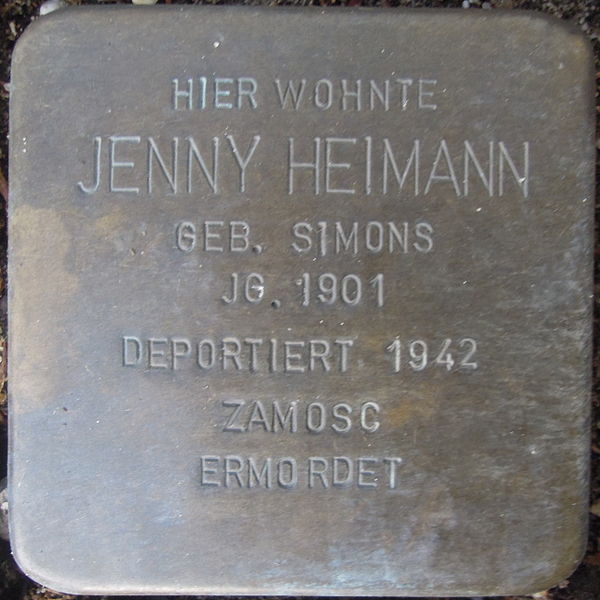 HIER WOHNTE
JENNY HEIMANN
GEB. SIMONS
JG. 1901
DEPORTIERT 1942
ZAMOSC
ERMORDET